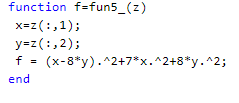 function f=fun5_(z)
x=z(:,1);
y=z(:,2);
f = (x-8*y).^2+7*x.^2+8*y.^2;
end